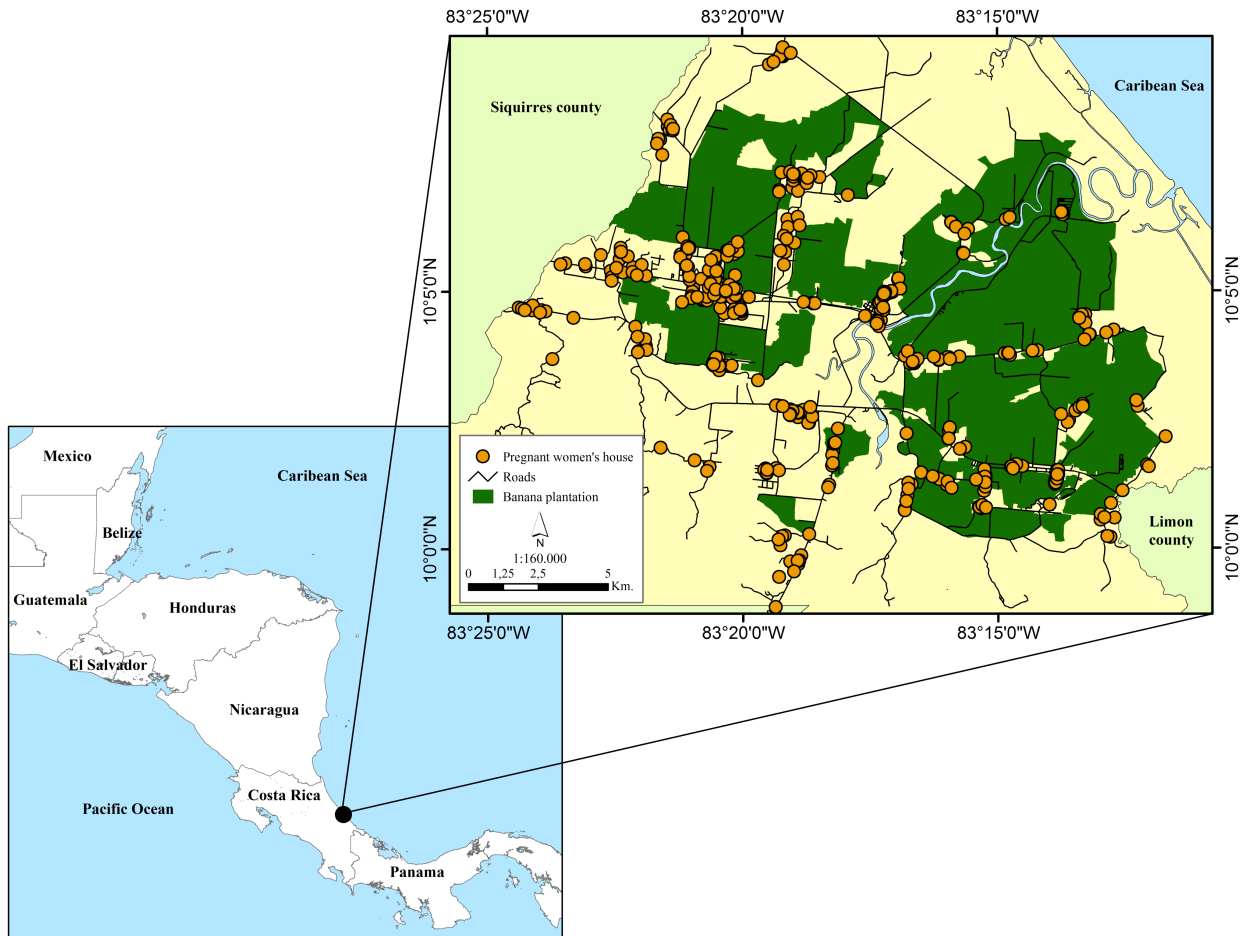 83°25'0"W
83°20'0"W
83°15'0"W
Siquirres county
Caribean Sea
10°5'0"N
10°5'0"N
Pregnant women's house
Roads
Banana plantation
N
1:160.000
0 1,25 2,5 5
Km.
Limon
county
10°0'0"N
10°0'0"N
83°25'0"W
83°20'0"W
83°15'0"W
Mexico
Caribean Sea
Belize
Guatemala
Honduras
El Salvador
Nicaragua
Costa Rica
Pacific Ocean
Panama